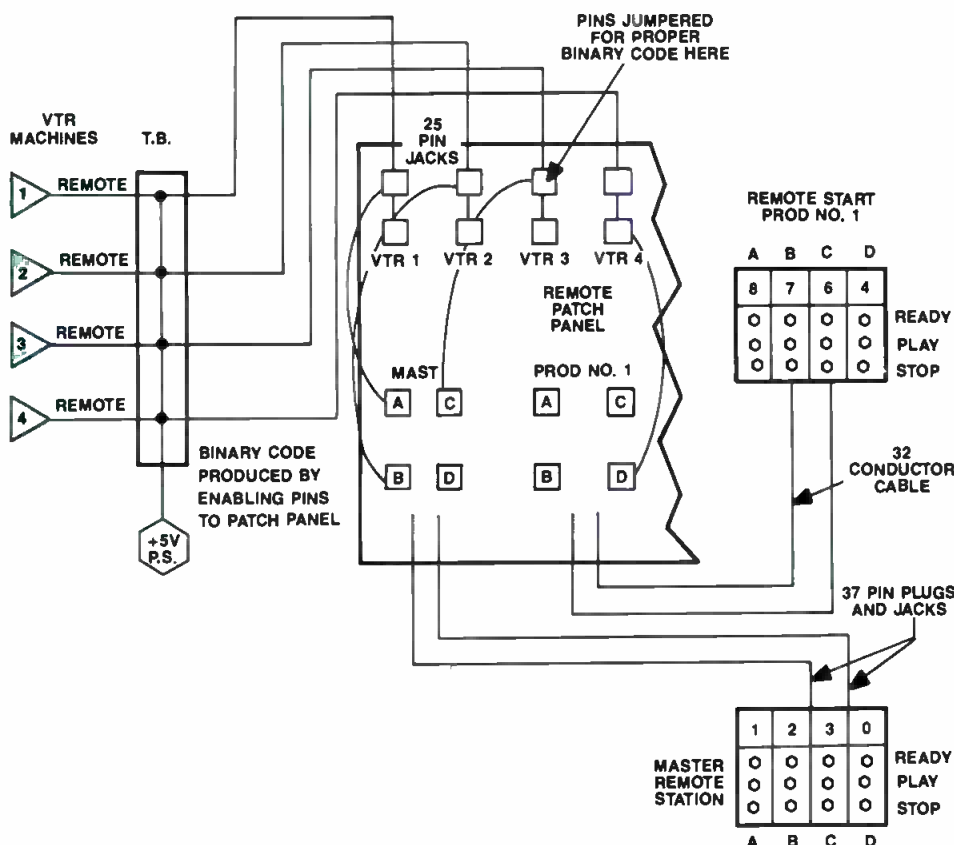 PINS JUMPERED
FOR PROPER
BINARY CODE HERE
VTR
MACHINES
T.B.
25
PIN
JACKS
1
REMOTE
2
REMOTE
3
REMOTE
4
REMOTE
VTR 1
VTR 2
VTR 3
VTR 4
REMOTE
PATCH
PANEL
MAST
PROD NO. 1
A
C
A
C
B
D
B
D
BINARY CODE
PRODUCED BY
ENABLING PINS
TO PATCH PANEL
+5V
P.S.
REMOTE START
PROD NO. 1
A B C D
8 7 6 4
READY
PLAY
STOP
32
CONDUCTOR
CABLE
37 PIN PLUGS
AND JACKS
MASTER
REMOTE
STATION
1 2 3 0
READY
PLAY
STOP
A B C D